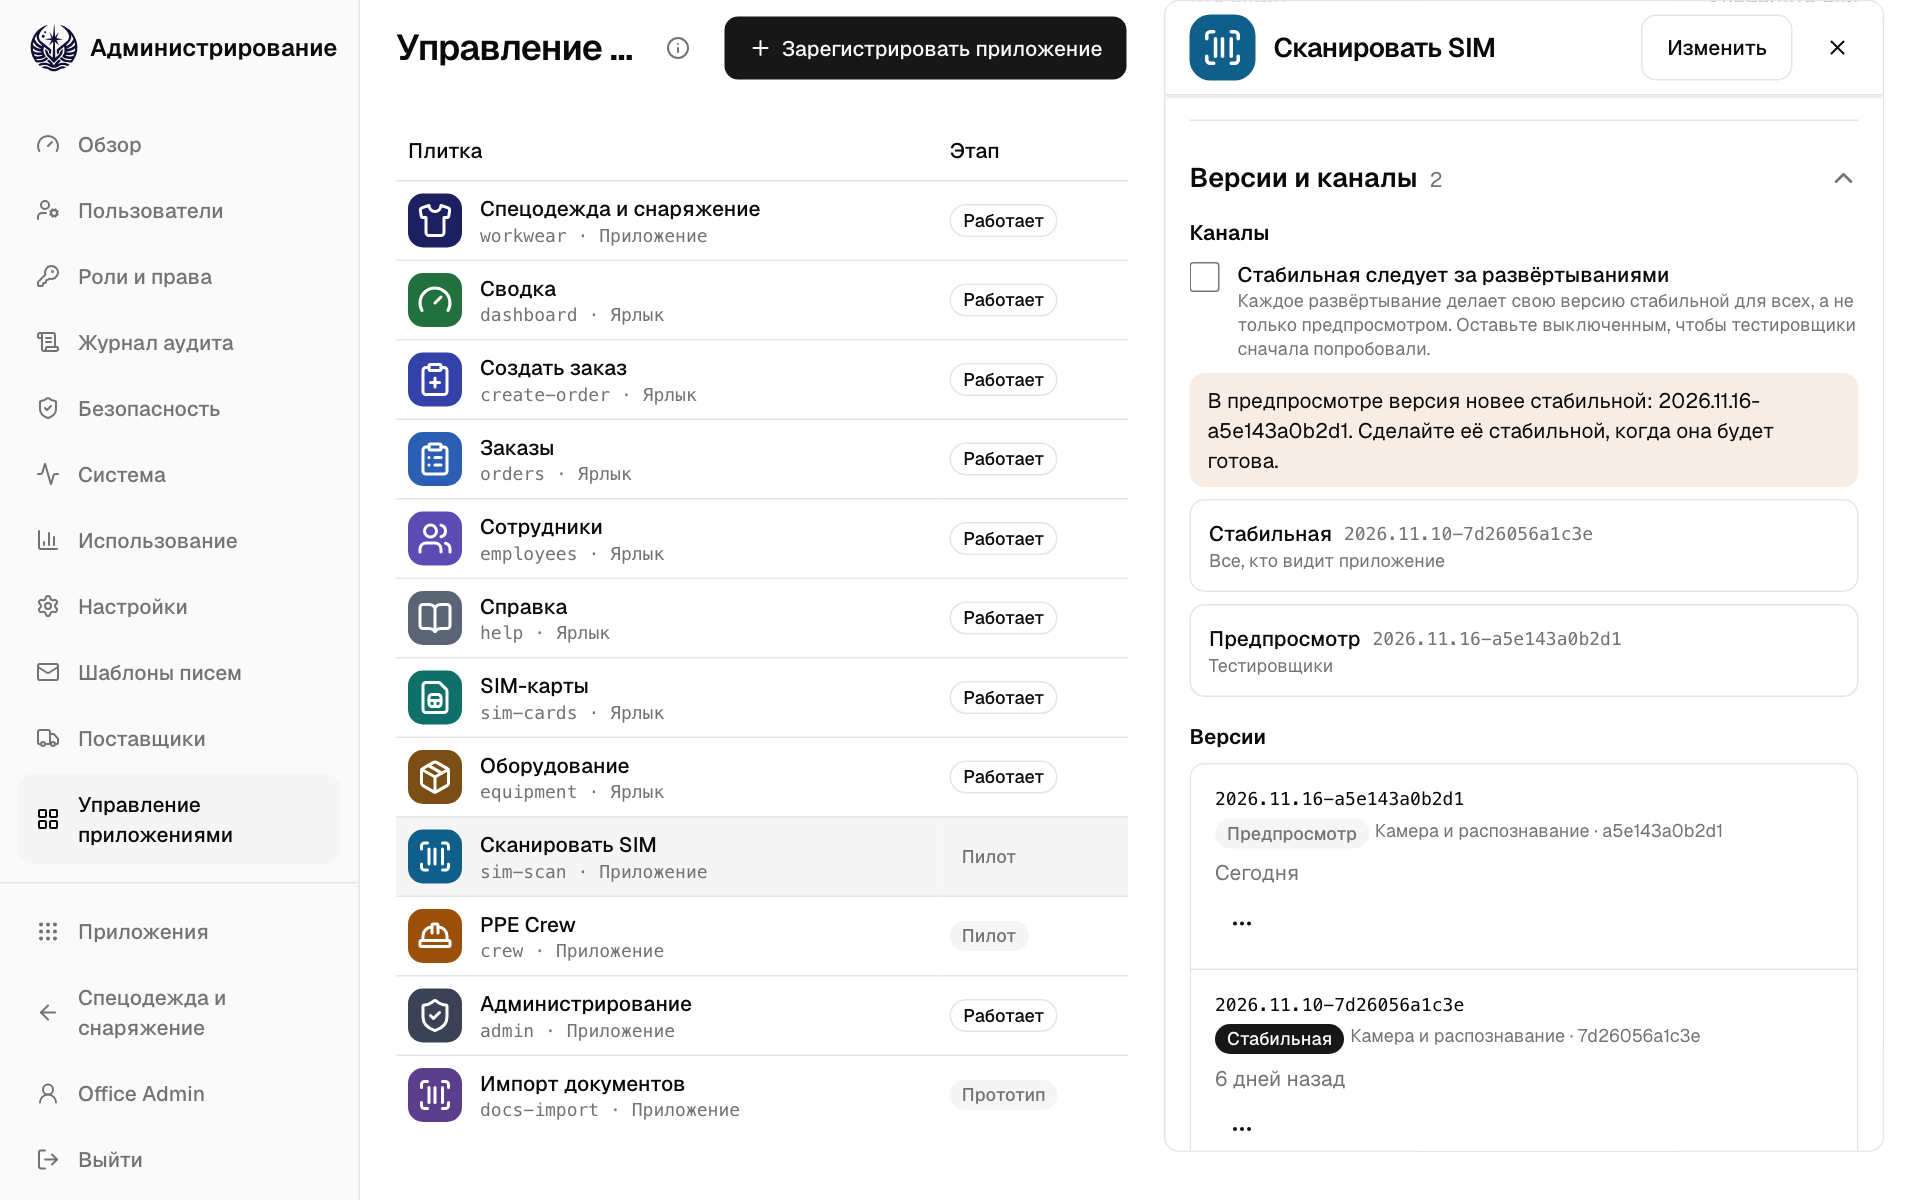 Администрирование
Обзор
Пользователи
Роли и права
Журнал аудита
Безопасность
Система
Использование
Настройки
Шаблоны писем
Поставщики
Управление
приложениями
Приложения
Спецодежда и
снаряжение
Office Admin
Выйти
Управление ...
Зарегистрировать приложение
Плитка Этап
Спецодежда и снаряжение
workwear · Приложение
Работает
Сводка
dashboard · Ярлык
Работает
Создать заказ
create-order · Ярлык
Работает
Заказы
orders · Ярлык
Работает
Сотрудники
employees · Ярлык
Работает
Справка
help · Ярлык
Работает
SIM-карты
sim-cards · Ярлык
Работает
Оборудование
equipment · Ярлык
Работает
Сканировать SIM
sim-scan · Приложение
Пилот
PPE Crew
crew · Приложение
Пилот
Администрирование
admin · Приложение
Работает
Импорт документов
docs-import · Приложение
Прототип
Сканировать SIM
Изменить
Версии и каналы 2
Каналы
Стабильная следует за развёртываниями
Каждое развёртывание делает свою версию стабильной для всех, а не
только предпросмотром. Оставьте выключенным, чтобы тестировщики
сначала попробовали.
В предпросмотре версия новее стабильной: 2026.11.16-
a5e143a0b2d1. Сделайте её стабильной, когда она будет
готова.
Стабильная 2026.11.10-7d26056a1c3e
Все, кто видит приложение
Предпросмотр 2026.11.16-a5e143a0b2d1
Тестировщики
Версии
2026.11.16-a5e143a0b2d1
Предпросмотр Камера и распознавание · a5e143a0b2d1
Сегодня
...
2026.11.10-7d26056a1c3e
Стабильная Камера и распознавание · 7d26056a1c3e
6 дней назад
...